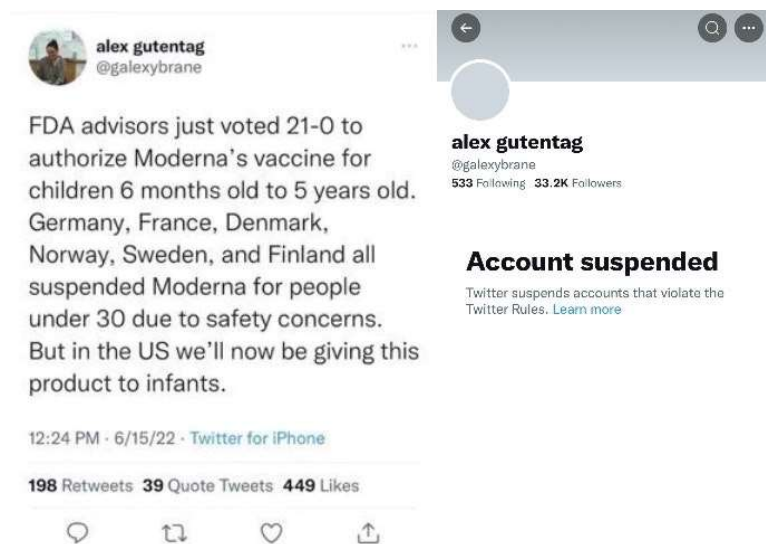 alex gutentag
@galexybrane
FDA advisors just voted 21-0 to
authorize Moderna's vaccine for
children 6 months old to 5 years old.
Germany, France, Denmark,
Norway, Sweden, and Finland all
suspended Moderna for people
under 30 due to safety concerns.
But in the US we'll now be giving this
product to infants.
12:24 PM · 6/15/22 · Twitter for iPhone
198 Retweets 39 Quote Tweets 449 Likes
alex gutentag
@galexybrane
533 Following 33.2K Followers
Account suspended
Twitter suspends accounts that violate the
Twitter Rules. Learn more